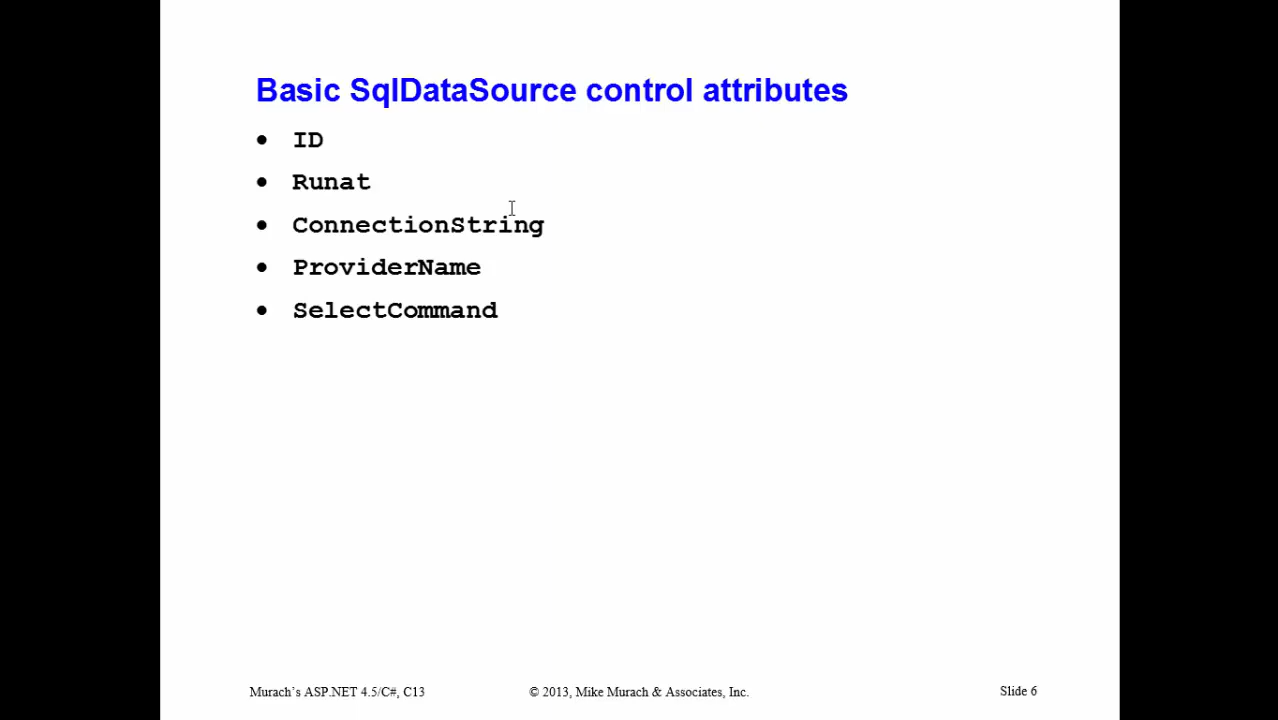 Basic SqlDataSource control attributes
• ID
• Runat
• ConnectionString
• ProviderName
• SelectCommand
Murach's ASP.NET 4.5/C#, C13
© 2013, Mike Murach & Associates, Inc.
Slide 6